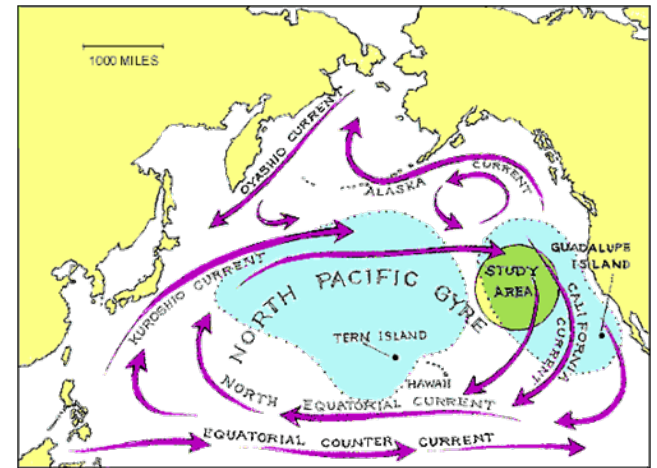 1000 MILES
OYASHIO CURRENT
ALASKA CURRENT
GUADALUPE
ISLAND
STUDY
AREA
KUROSHIO CURRENT
NORTH PACIFIC GYRE
CALIFORNIA CURRENT
TERN ISLAND
HAWAII
NORTH EQUATORIAL CURRENT
EQUATORIAL COUNTER CURRENT